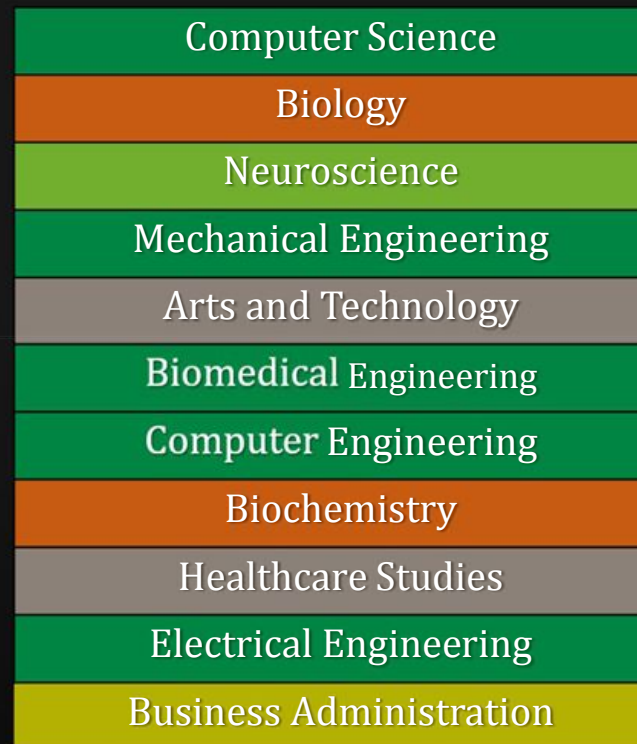 Computer Science
Biology
Neuroscience
Mechanical Engineering
Arts and Technology
Biomedical Engineering
Computer Engineering
Biochemistry
Healthcare Studies
Electrical Engineering
Business Administration